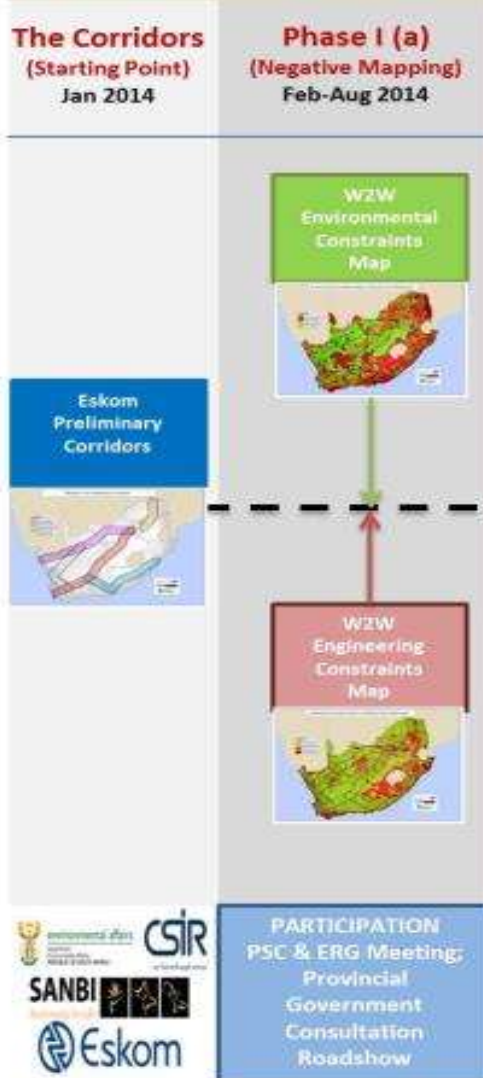 The Corridors
(Starting Point)
Jan 2014
Phase I (a)
(Negative Mapping)
Feb-Aug 2014
W2W
Environmental
Constraints
Map
Eskom
Preliminary
Corridors
W2W
Engineering
Constraints
Map
environmental affairs
CSIR
SANBI
Eskom
PARTICIPATION
PSC & ERG Meeting;
Provincial
Government
Consultation
Roadshow